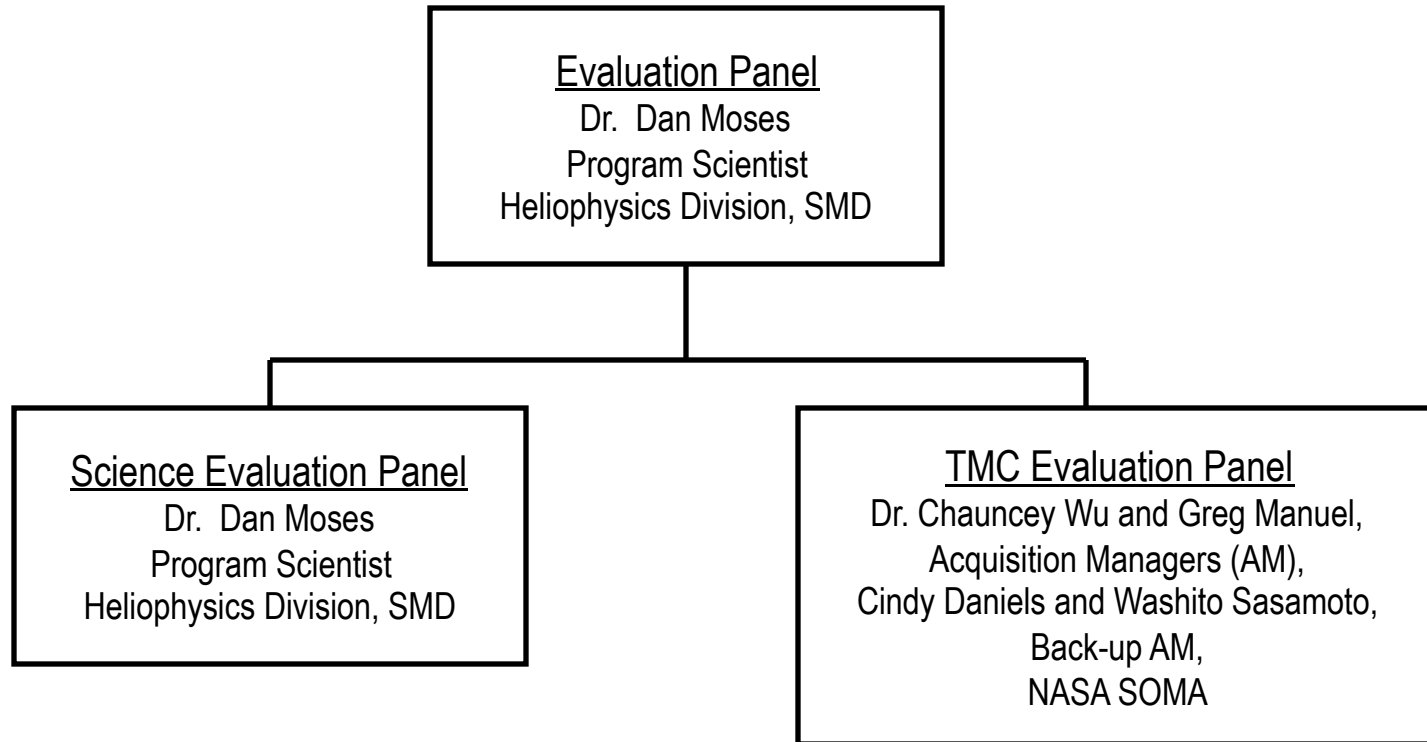 Evaluation Panel
Dr.  Dan Moses
Program Scientist
Heliophysics Division, SMD
Science Evaluation Panel
Dr.  Dan Moses
Program Scientist
Heliophysics Division, SMD
TMC Evaluation Panel
Dr. Chauncey Wu and Greg Manuel,
Acquisition Managers (AM),
Cindy Daniels and Washito Sasamoto,
Back-up AM,
NASA SOMA